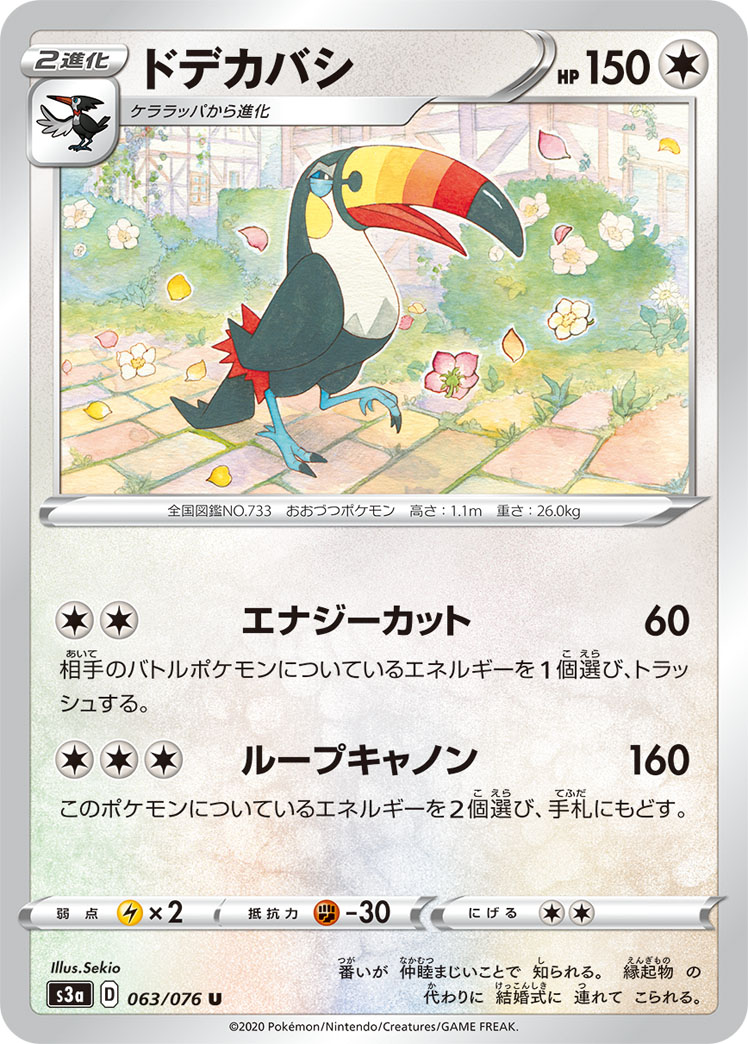 2進化
ドデカバシ
HP 150
ケララッパから進化
全国図鑑NO.733 おおづつポケモン 高さ：1.1m 重さ：26.0kg
エナジーカット 60
相手のバトルポケモンについているエネルギーを1個選び、トラッ
シュする。
ループキャノン 160
このポケモンについているエネルギーを2個選び、手札にもどす。
弱点 ×2 抵抗力 -30 にげる
Illus.Sekio
番いが 仲睦まじいことで 知られる。 縁起物 の
代わりに 結婚式に 連れて こられる。
s3a D 063/076 U
©2020 Pokémon/Nintendo/Creatures/GAME FREAK.